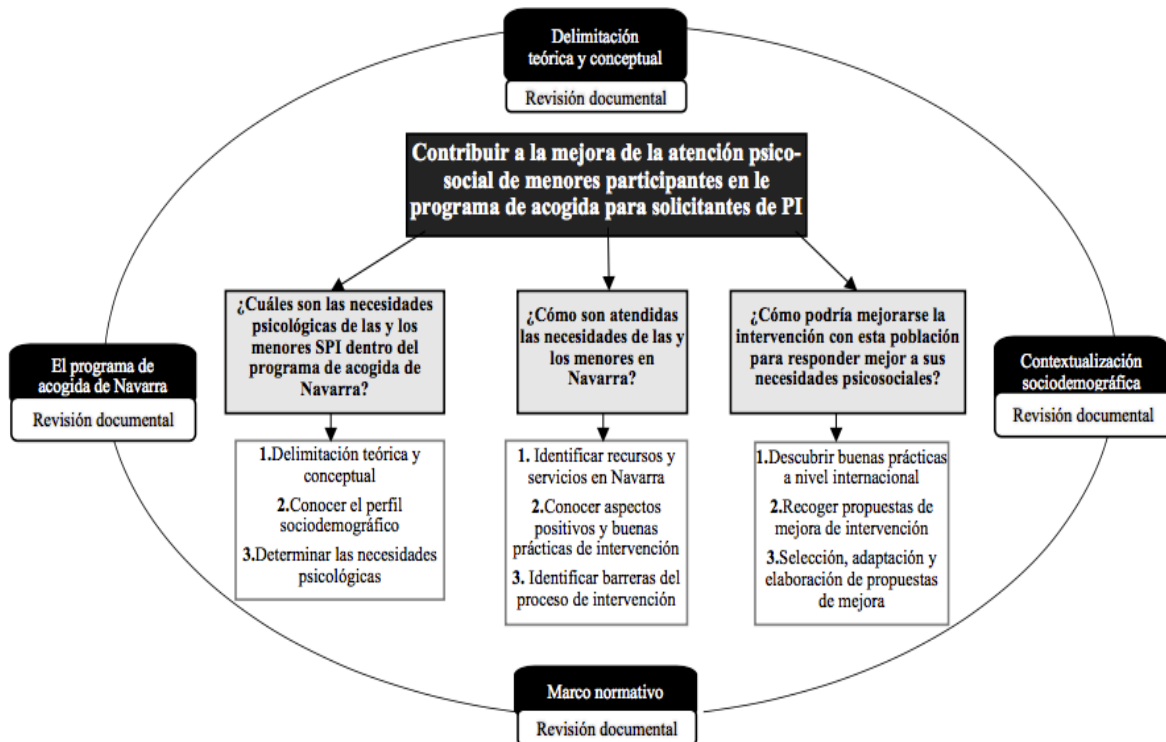 Delimitación
teórica y conceptual
Revisión documental
Contribuir a la mejora de la atención psico-
social de menores participantes en le
programa de acogida para solicitantes de PI
¿Cuáles son las necesidades
psicológicas de las y los
menores SPI dentro del
programa de acogida de
Navarra?
¿Cómo son atendidas
las necesidades de las y
los menores en
Navarra?
¿Cómo podría mejorarse la
intervención con esta población
para responder mejor a sus
necesidades psicosociales?
El programa de
acogida de Navarra
Revisión documental
Contextualización
sociodemográfica
Revisión documental
1.Delimitación teórica y
conceptual
2.Conocer el perfil
sociodemográfico
3.Determinar las necesidades
psicológicas
1. Identificar recursos y
servicios en Navarra
2. Conocer aspectos
positivos y buenas
prácticas de intervención
3. Identificar barreras del
proceso de intervención
1.Descubrir buenas prácticas
a nivel internacional
2.Recoger propuestas de
mejora de intervención
3.Selección, adaptación y
elaboración de propuestas
de mejora
Marco normativo
Revisión documental